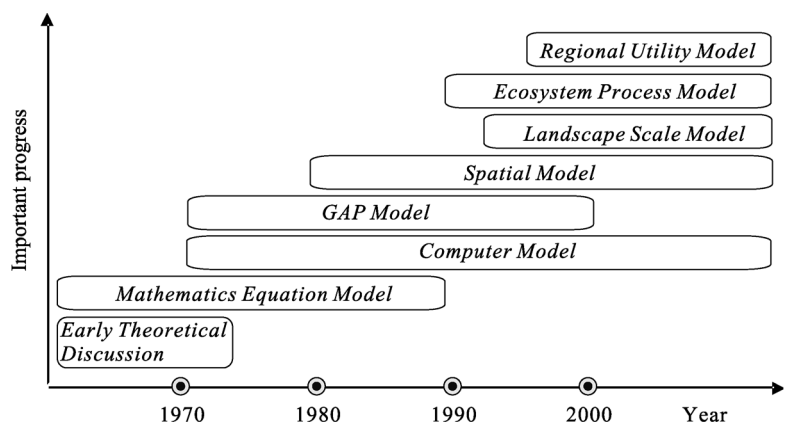 Important progress
Regional Utility Model
Ecosystem Process Model
Landscape Scale Model
Spatial Model
GAP Model
Computer Model
Mathematics Equation Model
Early Theoretical
Discussion
1970 1980 1990 2000 Year